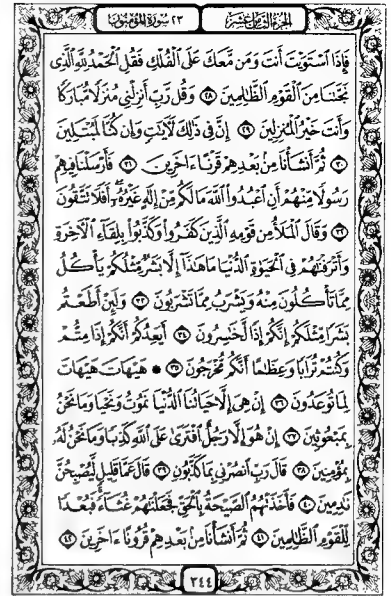 الجزء الثامن عشر ٢٣ سورة المؤمنون
فَإِذَا ٱسْتَوَيْتَ أَنتَ وَمَن مَّعَكَ عَلَى ٱلْفُلْكِ فَقُلِ ٱلْحَمْدُ لِلَّهِ ٱلَّذِى
نَجَّىٰنَا مِنَ ٱلْقَوْمِ ٱلظَّٰلِمِينَ ٢٨ وَقُل رَّبِّ أَنزِلْنِى مُنزَلًا مُّبَارَكًا
وَأَنتَ خَيْرُ ٱلْمُنزِلِينَ ٢٩ إِنَّ فِى ذَٰلِكَ لَءَايَٰتٍ وَإِن كُنَّا لَمُبْتَلِينَ
٣٠ ثُمَّ أَنشَأْنَا مِنۢ بَعْدِهِمْ قَرْنًا ءَاخَرِينَ ٣١ فَأَرْسَلْنَا فِيهِمْ
رَسُولًا مِّنْهُمْ أَنِ ٱعْبُدُوا۟ ٱللَّهَ مَا لَكُم مِّنْ إِلَٰهٍ غَيْرُهُۥٓ أَفَلَا تَتَّقُونَ
٣٢ وَقَالَ ٱلْمَلَأُ مِن قَوْمِهِ ٱلَّذِينَ كَفَرُوا۟ وَكَذَّبُوا۟ بِلِقَآءِ ٱلْءَاخِرَةِ
وَأَتْرَفْنَٰهُمْ فِى ٱلْحَيَوٰةِ ٱلدُّنْيَا مَا هَٰذَآ إِلَّا بَشَرٌ مِّثْلُكُمْ يَأْكُلُ
مِمَّا تَأْكُلُونَ مِنْهُ وَيَشْرَبُ مِمَّا تَشْرَبُونَ ٣٣ وَلَئِنْ أَطَعْتُم
بَشَرًا مِّثْلَكُمْ إِنَّكُمْ إِذًا لَّخَٰسِرُونَ ٣٤ أَيَعِدُكُمْ أَنَّكُمْ إِذَا مِتُّمْ
وَكُنتُمْ تُرَابًا وَعِظَٰمًا أَنَّكُم مُّخْرَجُونَ ٣٥ هَيْهَاتَ هَيْهَاتَ
لِمَا تُوعَدُونَ ٣٦ إِنْ هِىَ إِلَّا حَيَاتُنَا ٱلدُّنْيَا نَمُوتُ وَنَحْيَا وَمَا نَحْنُ
بِمَبْعُوثِينَ ٣٧ إِنْ هُوَ إِلَّا رَجُلٌ ٱفْتَرَىٰ عَلَى ٱللَّهِ كَذِبًا وَمَا نَحْنُ لَهُۥ
بِمُؤْمِنِينَ ٣٨ قَالَ رَبِّ ٱنصُرْنِى بِمَا كَذَّبُونِ ٣٩ قَالَ عَمَّا قَلِيلٍ لَّيُصْبِحُنَّ
نَٰدِمِينَ ٤٠ فَأَخَذَتْهُمُ ٱلصَّيْحَةُ بِٱلْحَقِّ فَجَعَلْنَٰهُمْ غُثَآءً فَبُعْدًا
لِّلْقَوْمِ ٱلظَّٰلِمِينَ ٤١ ثُمَّ أَنشَأْنَا مِنۢ بَعْدِهِمْ قُرُونًا ءَاخَرِينَ ٤٢
٣٤٤